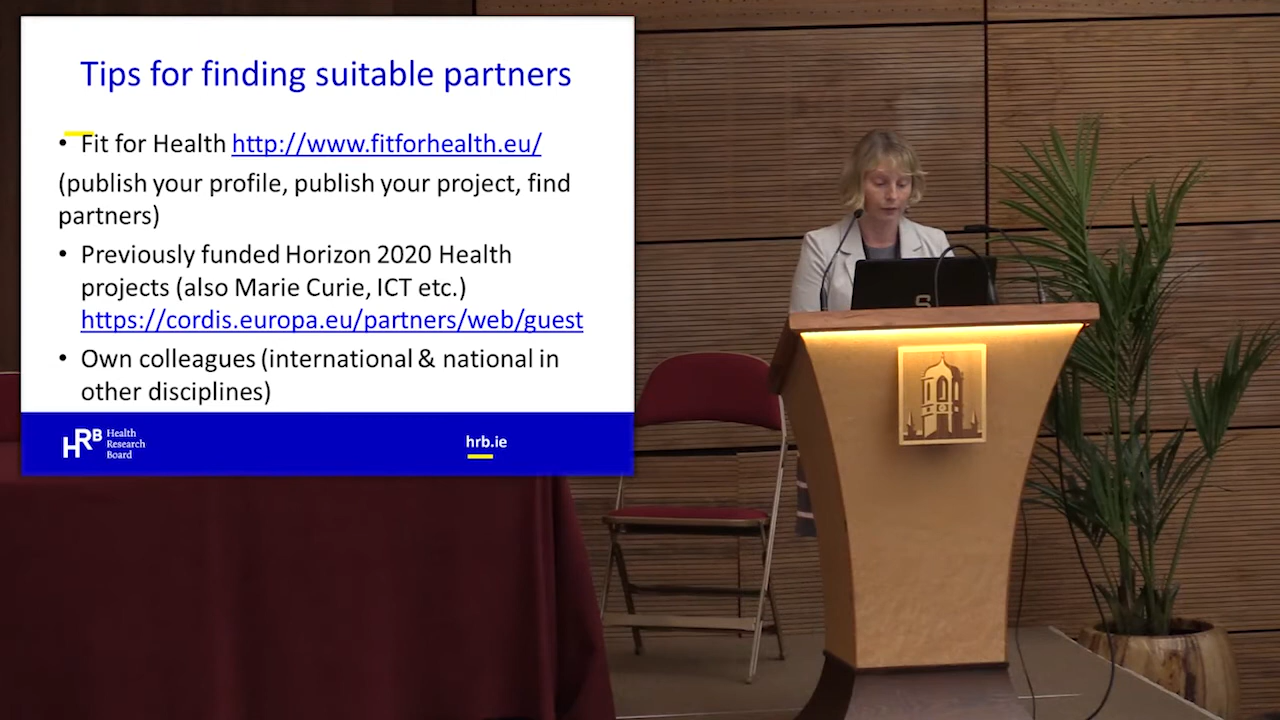 Tips for finding suitable partners
• Fit for Health http://www.fitforhealth.eu/
(publish your profile, publish your project, find
partners)
• Previously funded Horizon 2020 Health
projects (also Marie Curie, ICT etc.)
https://cordis.europa.eu/partners/web/guest
• Own colleagues (international & national in
other disciplines)
HRB Health
Research
Board
hrb.ie